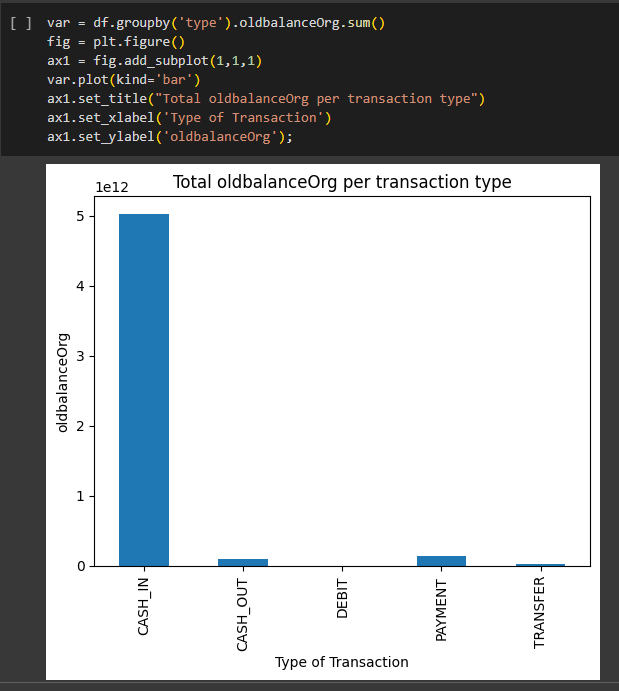 [ ] var = df.groupby('type').oldbalanceOrg.sum()
fig = plt.figure()
ax1 = fig.add_subplot(1,1,1)
var.plot(kind='bar')
ax1.set_title("Total oldbalanceOrg per transaction type")
ax1.set_xlabel('Type of Transaction')
ax1.set_ylabel('oldbalanceOrg');
Total oldbalanceOrg per transaction type
1e12
5
4
3
2
1
0
oldbalanceOrg
CASH_IN
CASH_OUT
DEBIT
PAYMENT
TRANSFER
Type of Transaction